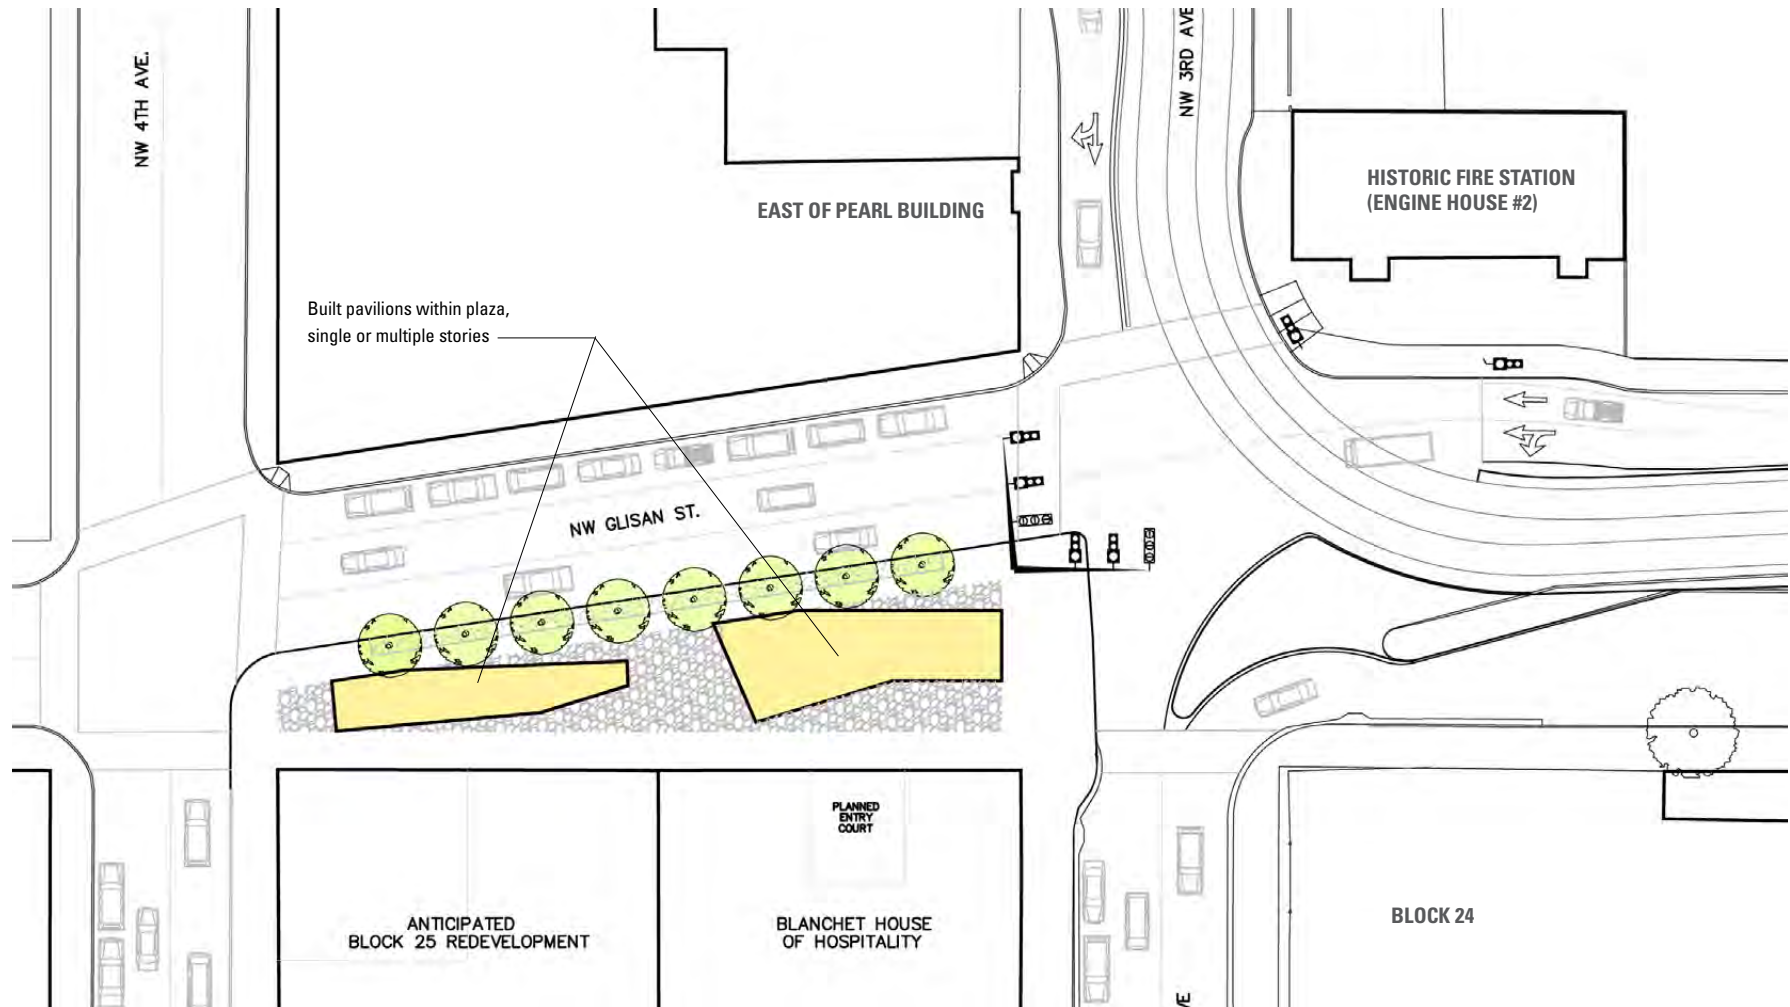 NW 4TH AVE.
NW 3RD AVE
HISTORIC FIRE STATION
(ENGINE HOUSE #2)
EAST OF PEARL BUILDING
Built pavilions within plaza,
single or multiple stories
NW GLISAN ST.
PLANNED
ENTRY
COURT
ANTICIPATED
BLOCK 25 REDEVELOPMENT
BLANCHET HOUSE
OF HOSPITALITY
BLOCK 24
VE